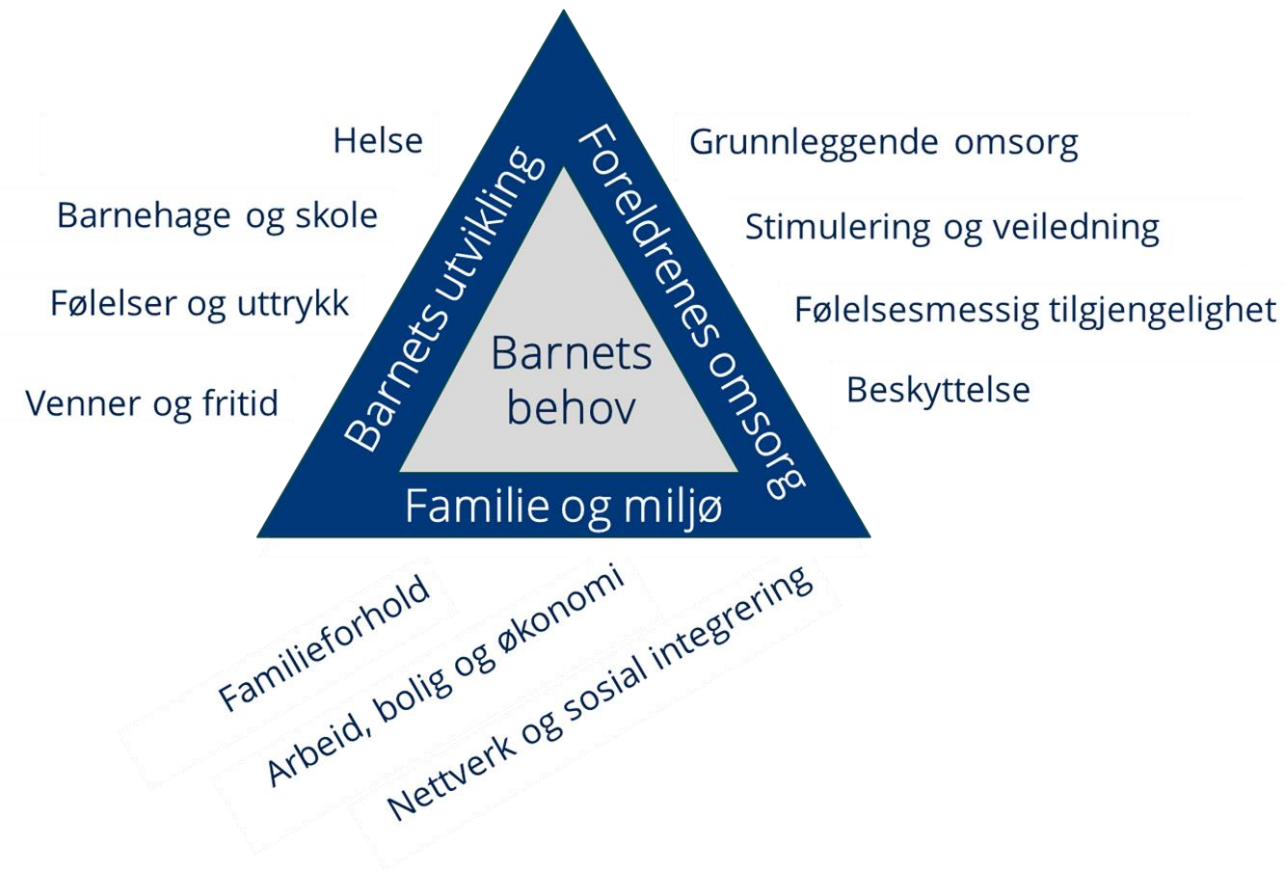 Helse
Barnehage og skole
Følelser og uttrykk
Venner og fritid
Barnets utvikling
Foreldrenes omsorg
Barnets
behov
Familie og miljø
Grunnleggende omsorg
Stimulering og veiledning
Følelsesmessig tilgjengelighet
Beskyttelse
Familieforhold
Arbeid, bolig og økonomi
Nettverk og sosial integrering